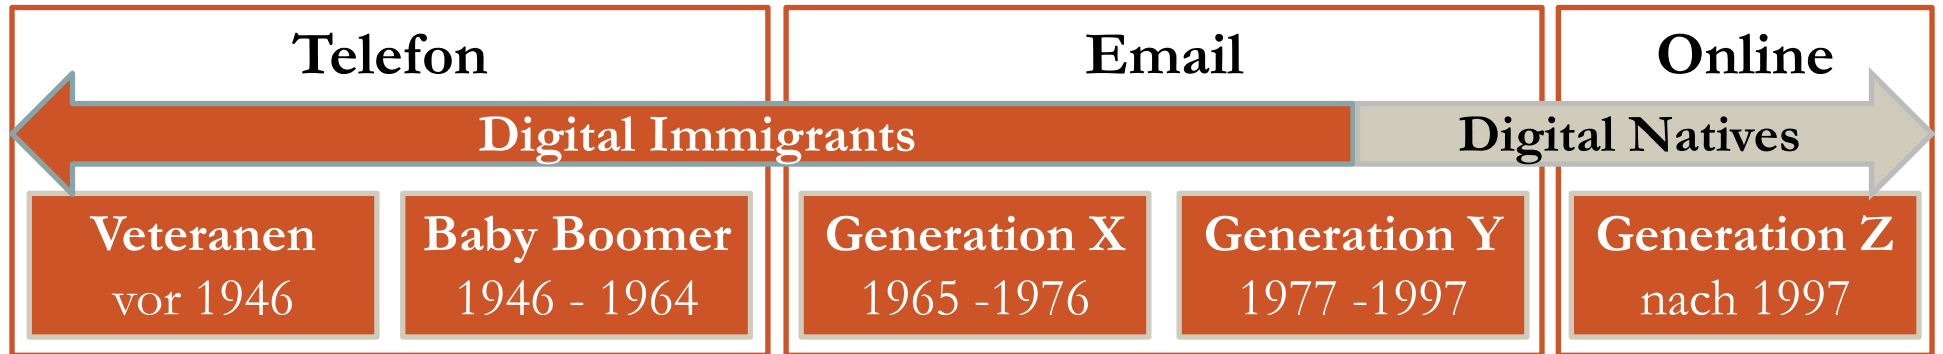 Telefon
Email
Online
Digital Immigrants
Digital Natives
Veteranen
vor 1946
Baby Boomer
1946 - 1964
Generation X
1965 -1976
Generation Y
1977 -1997
Generation Z
nach 1997